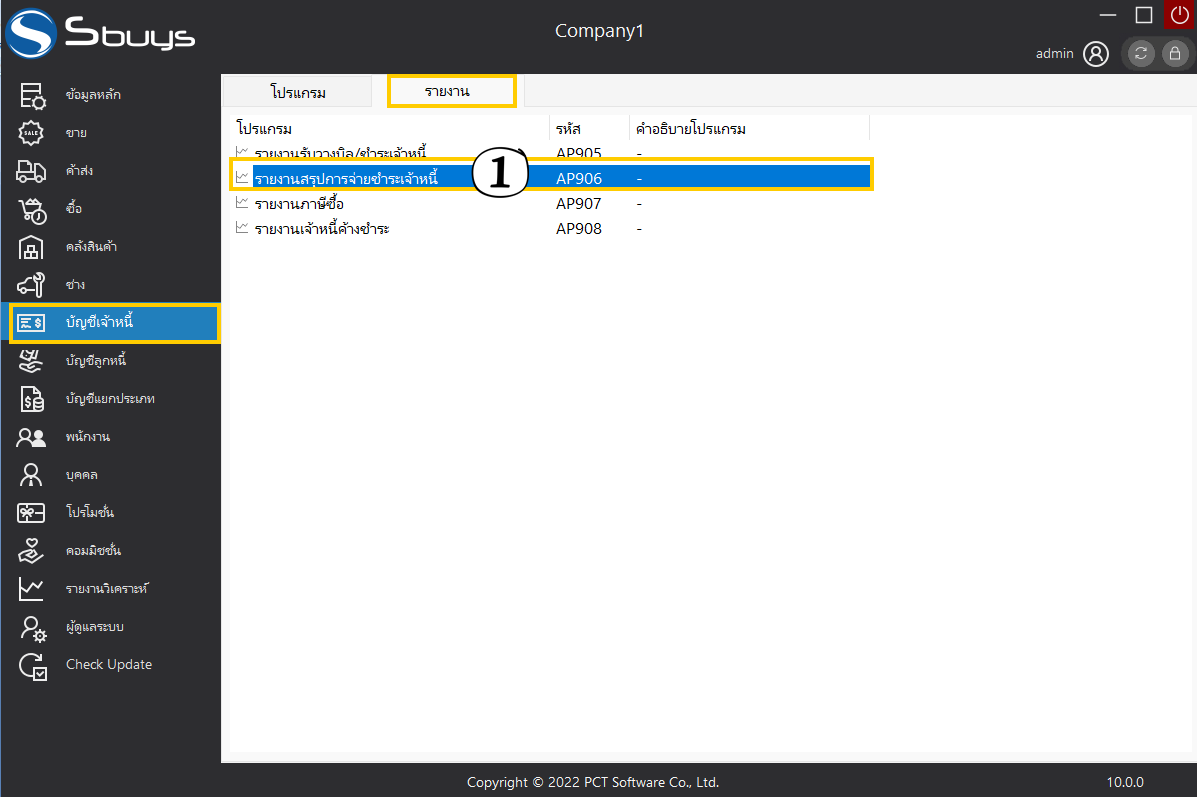 Sbuys
Company1
admin
ข้อมูลหลัก
ขาย
ค้าส่ง
ซื้อ
คลังสินค้า
ช่าง
บัญชีเจ้าหนี้
บัญชีลูกหนี้
บัญชีแยกประเภท
พนักงาน
บุคคล
โปรโมชั่น
คอมมิชชั่น
รายงานวิเคราะห์
ผู้ดูแลระบบ
Check Update
โปรแกรม รายงาน
โปรแกรม รหัส คำอธิบายโปรแกรม
รายงานรับวางบิล/ชำระเจ้าหนี้ AP905 -
รายงานสรุปการจ่ายชำระเจ้าหนี้ 1 AP906 -
รายงานภาษีซื้อ AP907 -
รายงานเจ้าหนี้ค้างชำระ AP908 -
Copyright © 2022 PCT Software Co., Ltd.
10.0.0